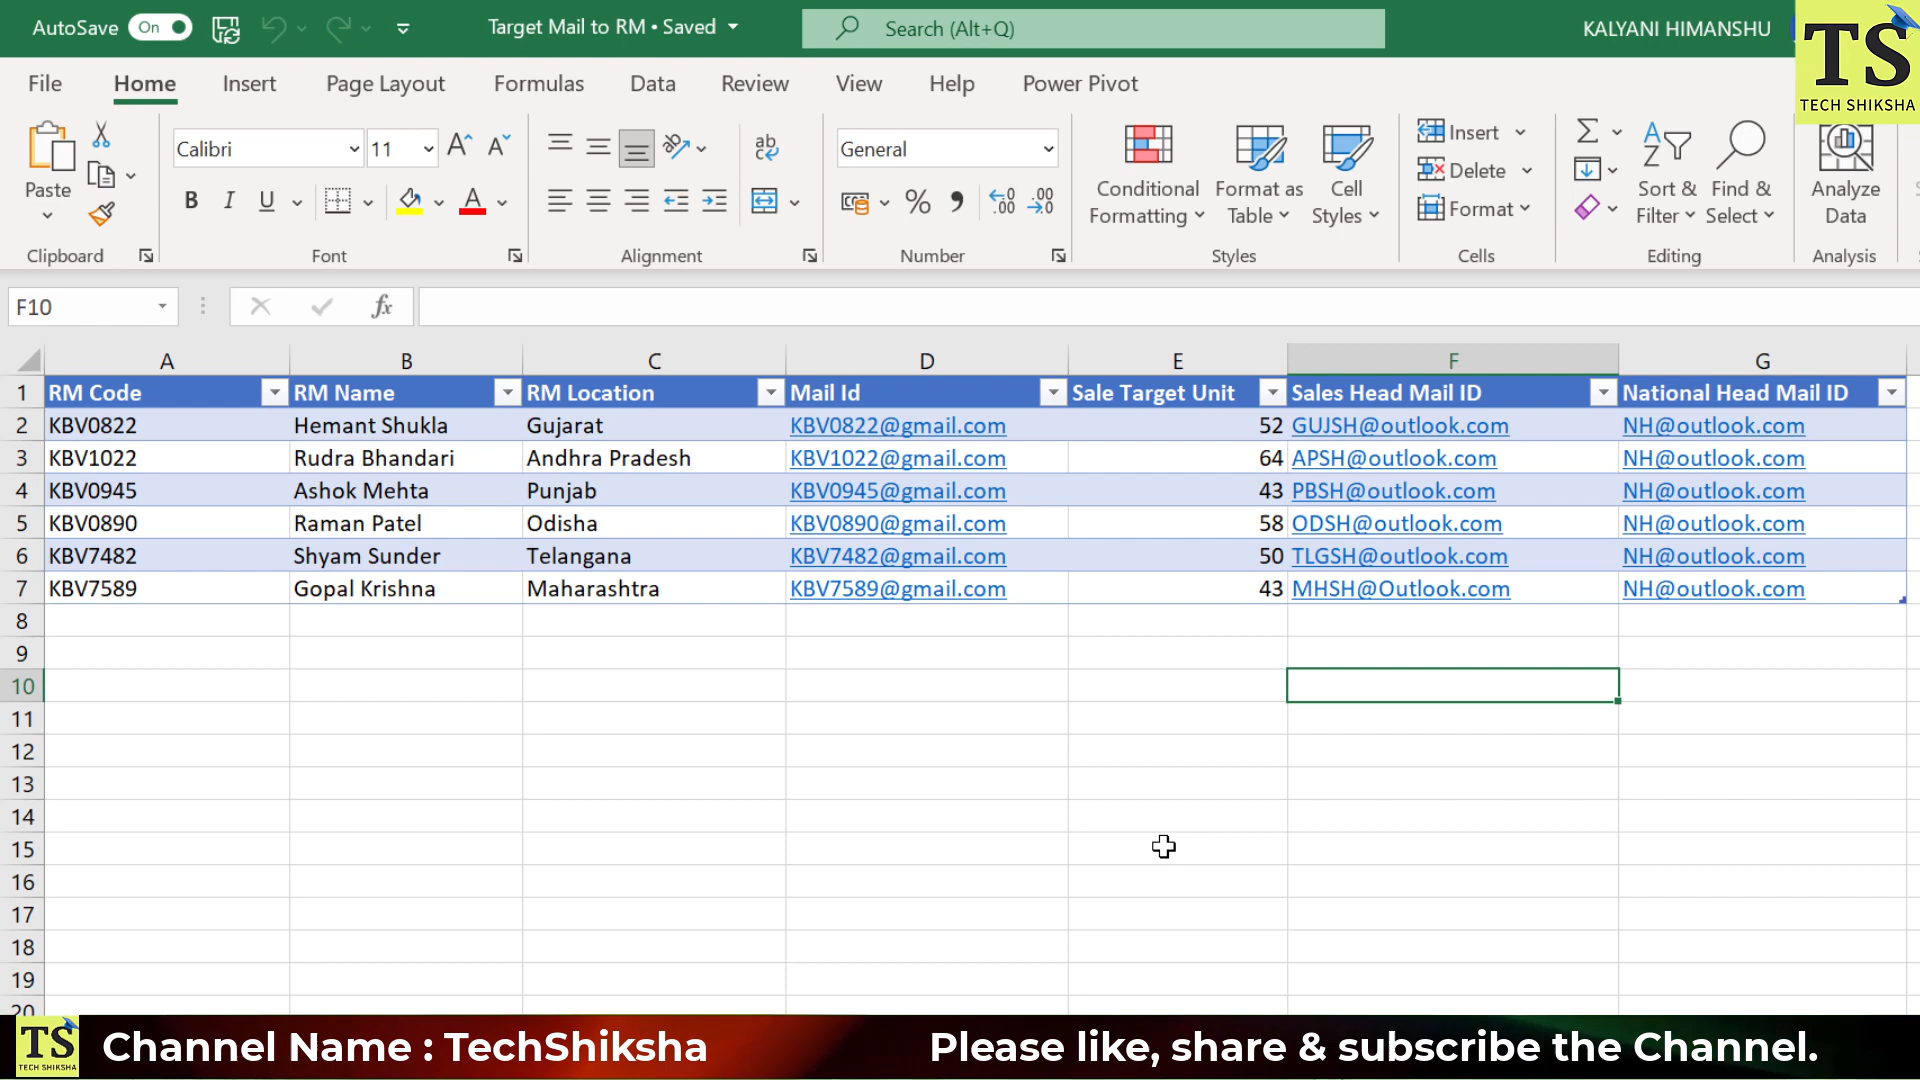 AutoSave On Target Mail to RM • Saved Search (Alt+Q) KALYANI HIMANSHU
TS
TECH SHIKSHA
File Home Insert Page Layout Formulas Data Review View Help Power Pivot
Paste
Calibri 11
B I U A
ab
General
% , .00
Conditional Formatting
Format as Table
Cell Styles
Insert
Delete
Format
Sort & Filter
Find & Select
Analyze Data
Clipboard Font Alignment Number Styles Cells Editing Analysis
F10 fx
A B C D E F G
1 RM Code RM Name RM Location Mail Id Sale Target Unit Sales Head Mail ID National Head Mail ID
2 KBV0822 Hemant Shukla Gujarat KBV0822@gmail.com 52 GUJSH@outlook.com NH@outlook.com
3 KBV1022 Rudra Bhandari Andhra Pradesh KBV1022@gmail.com 64 APSH@outlook.com NH@outlook.com
4 KBV0945 Ashok Mehta Punjab KBV0945@gmail.com 43 PBSH@outlook.com NH@outlook.com
5 KBV0890 Raman Patel Odisha KBV0890@gmail.com 58 ODSH@outlook.com NH@outlook.com
6 KBV7482 Shyam Sunder Telangana KBV7482@gmail.com 50 TLGSH@outlook.com NH@outlook.com
7 KBV7589 Gopal Krishna Maharashtra KBV7589@gmail.com 43 MHSH@Outlook.com NH@outlook.com
8
9
10
11
12
13
14
15
16
17
18
19
20
TS
TECH SHIKSHA
Channel Name : TechShiksha Please like, share & subscribe the Channel.